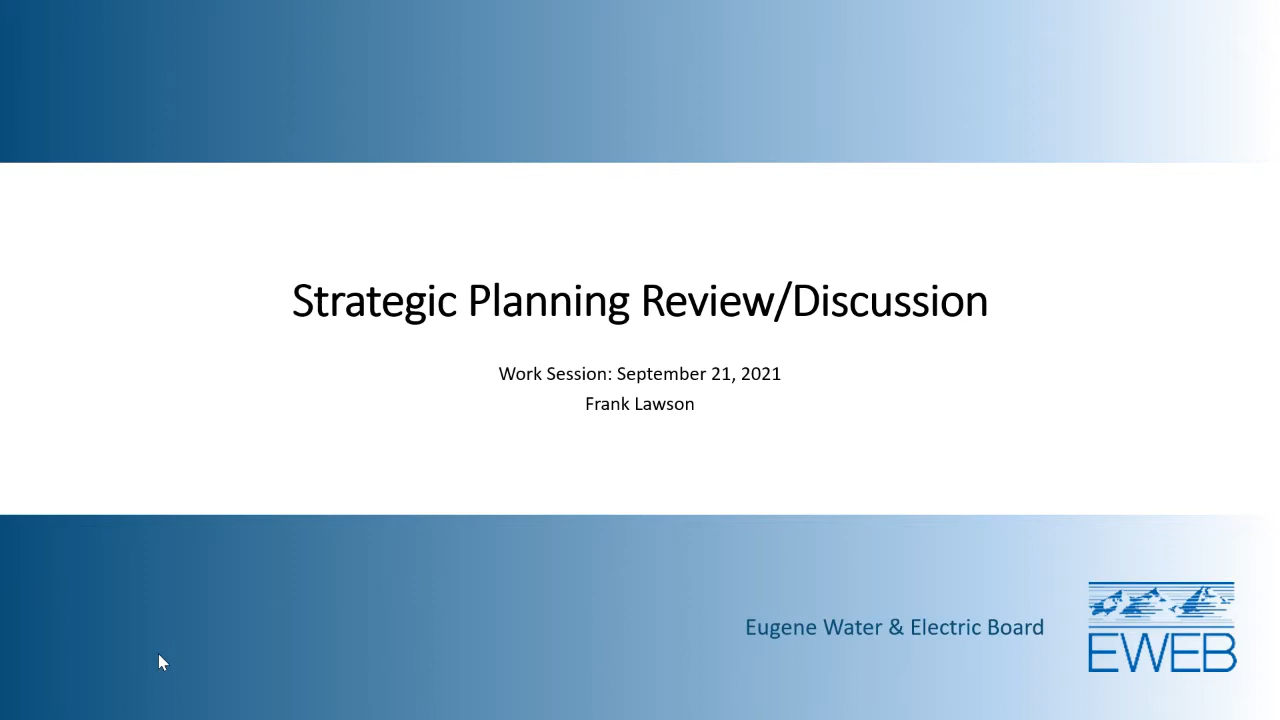 Strategic Planning Review/Discussion
Work Session: September 21, 2021
Frank Lawson
Eugene Water & Electric Board
EWEB